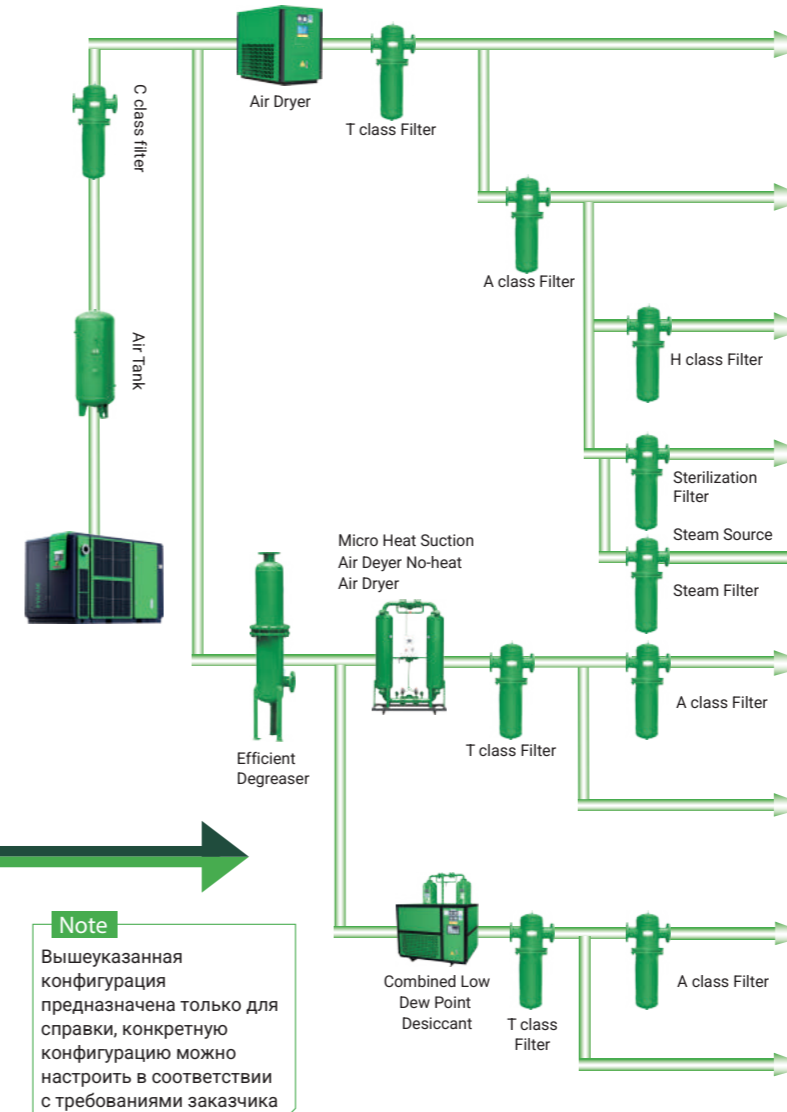 Air Dryer
T class Filter
C class filter
A class Filter
Air Tank
H class Filter
Sterilization
Filter
Steam Source
Steam Filter
Micro Heat Suction
Air Deyer No-heat
Air Dryer
A class Filter
T class Filter
Efficient
Degreaser
Combined Low
Dew Point
Desiccant
T class
Filter
A class Filter
Note
Вышеуказанная
конфигурация
предназначена только для
справки, конкретную
конфигурацию можно
настроить в соответствии
с требованиями заказчика